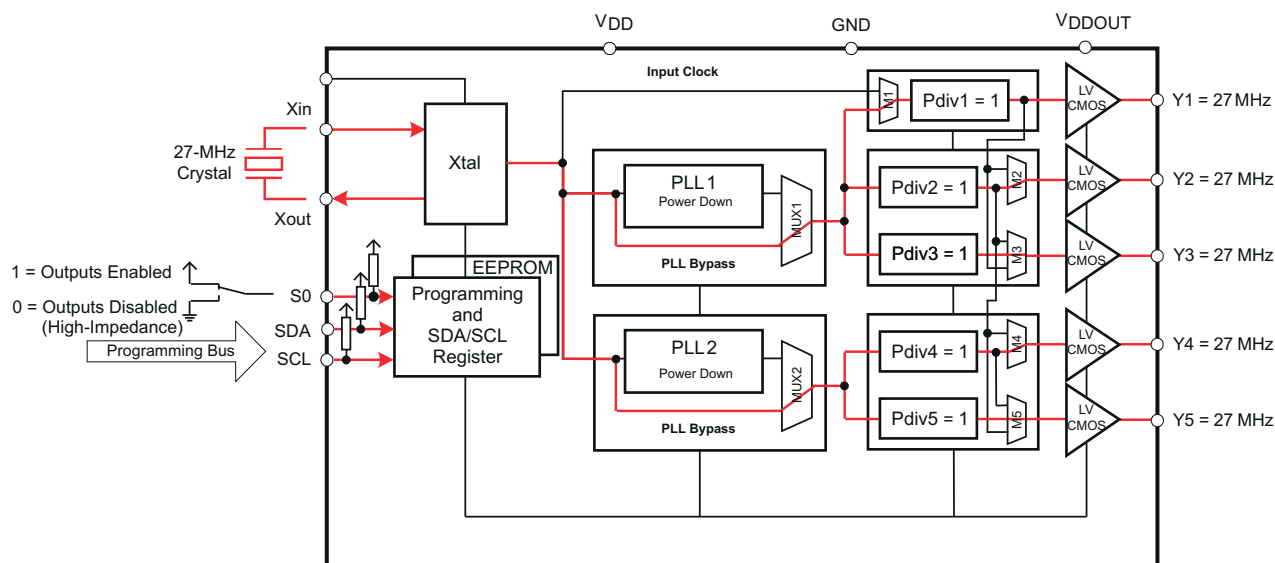 VDD
GND
VDDOUT
Input Clock
Xin
27-MHz
Crystal
Xout
Xtal
M1
Pdiv1 = 1
LV
CMOS
Y1 = 27 MHz
PLL1
Power Down
MUX1
PLL Bypass
Pdiv2 = 1
M2
LV
CMOS
Y2 = 27 MHz
Pdiv3 = 1
M3
LV
CMOS
Y3 = 27 MHz
1 = Outputs Enabled
0 = Outputs Disabled
(High-Impedance)
Programming Bus
S0
SDA
SCL
EEPROM
Programming
and
SDA/SCL
Register
PLL2
Power Down
MUX2
PLL Bypass
Pdiv4 = 1
M4
LV
CMOS
Y4 = 27 MHz
Pdiv5 = 1
M5
LV
CMOS
Y5 = 27 MHz